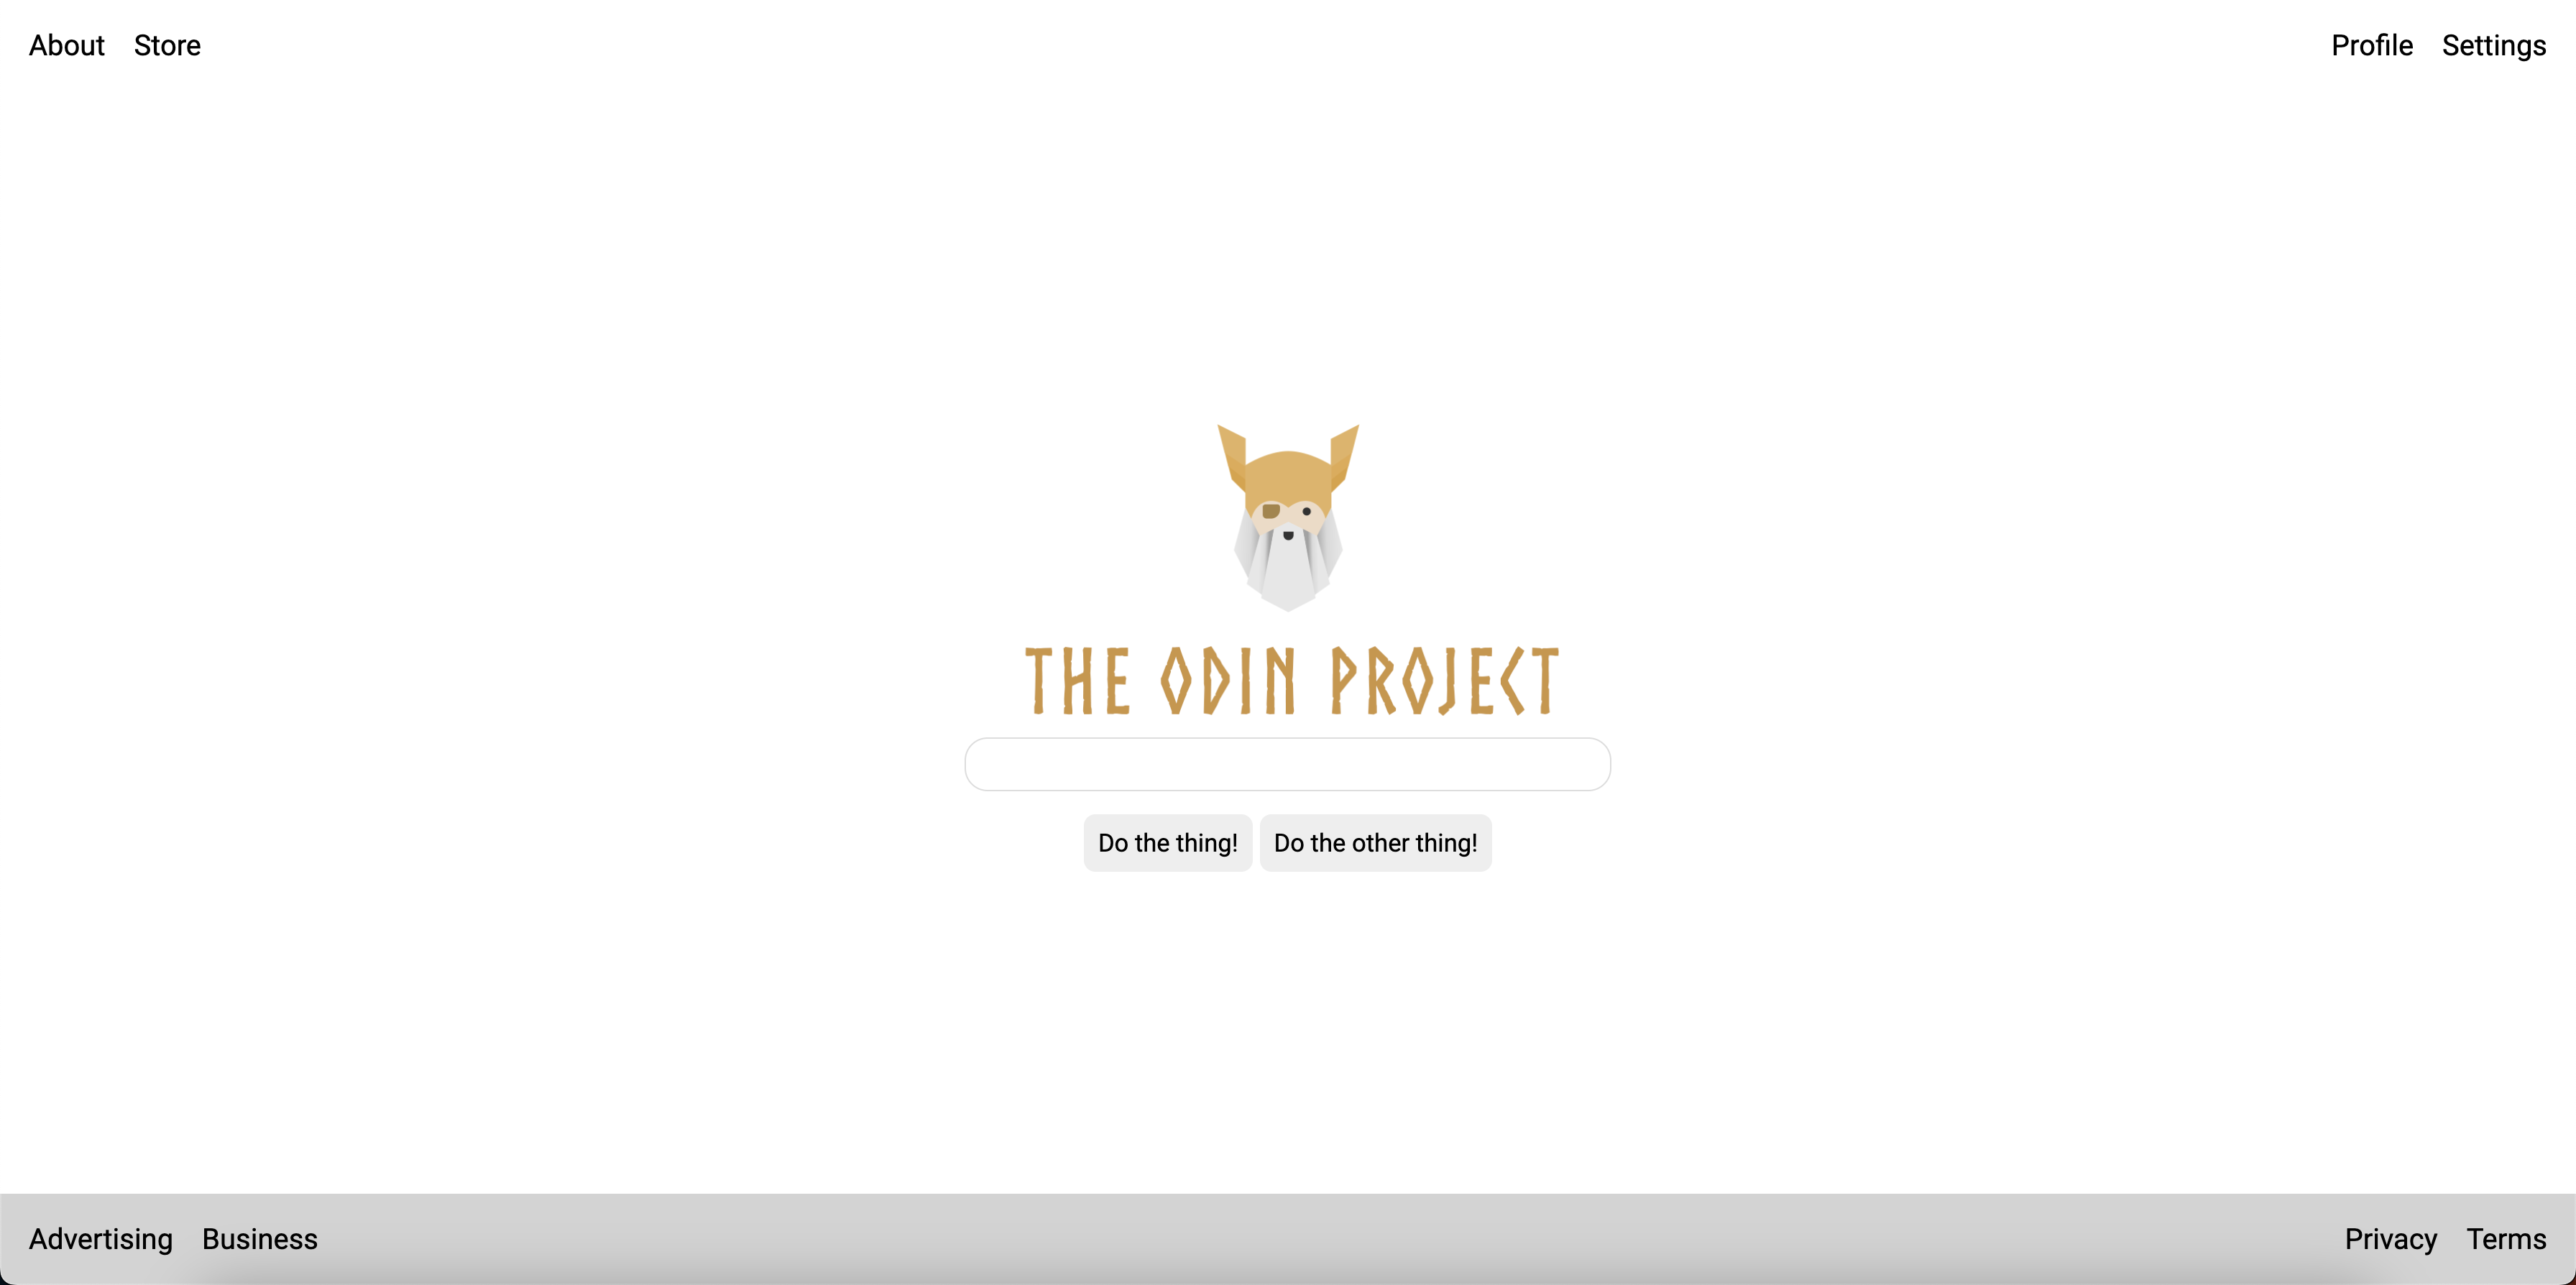 About Store Profile Settings
THE ODIN PROJECT
Do the thing! Do the other thing!
Advertising Business Privacy Terms